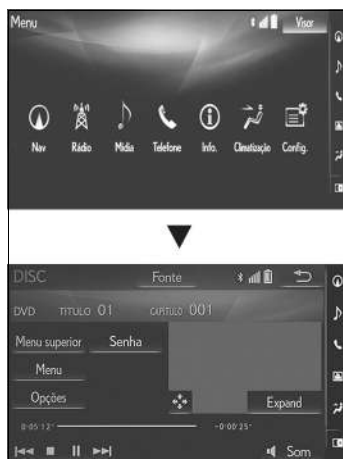 Menu
Visor
Nav Rádio Mídia Telefone Info. Climatização Config.
DISC Fonte
DVD TÍTULO 01 CAPÍTULO 001
Menu superior Senha
Menu
Opções Expand
0:05'12" -0:00'25"
Som